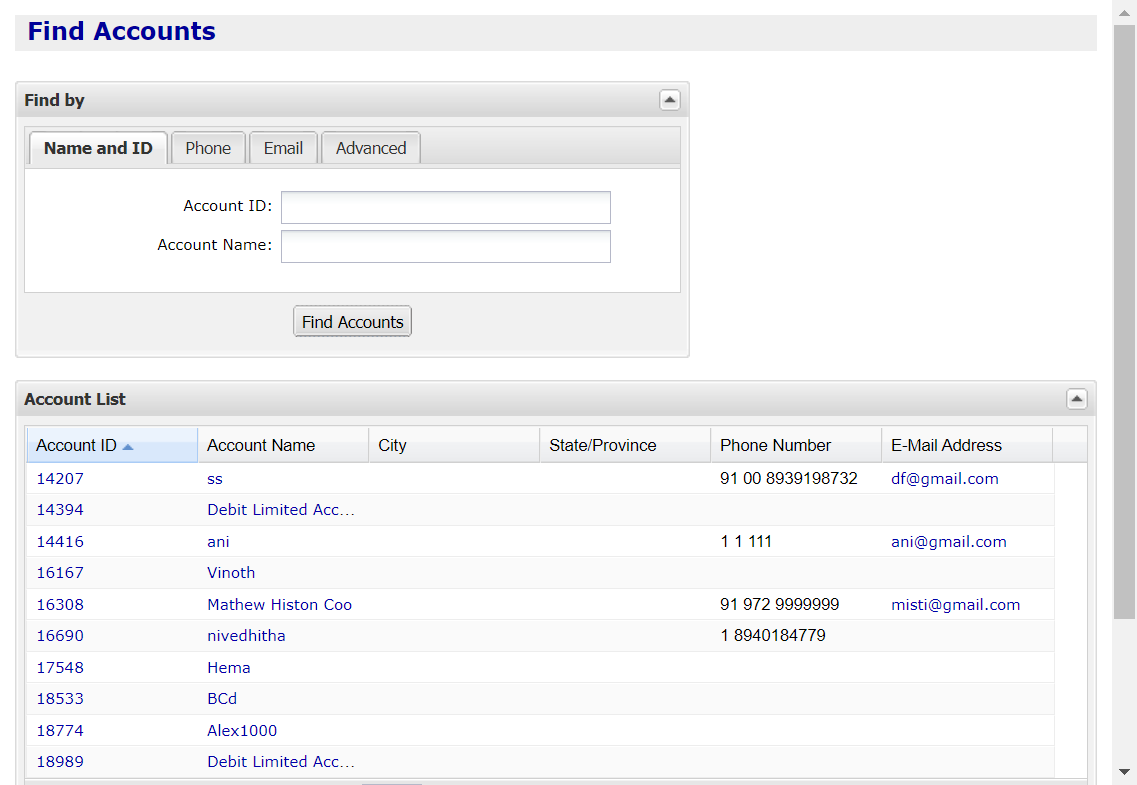 Find Accounts
Find by
Name and ID Phone Email Advanced
Account ID:
Account Name:
Find Accounts
Account List
Account ID Account Name City State/Province Phone Number E-Mail Address
14207 ss 91 00 8939198732 df@gmail.com
14394 Debit Limited Acc...
14416 ani 1 1 111 ani@gmail.com
16167 Vinoth
16308 Mathew Histon Coo 91 972 9999999 misti@gmail.com
16690 nivedhitha 1 8940184779
17548 Hema
18533 BCd
18774 Alex1000
18989 Debit Limited Acc...